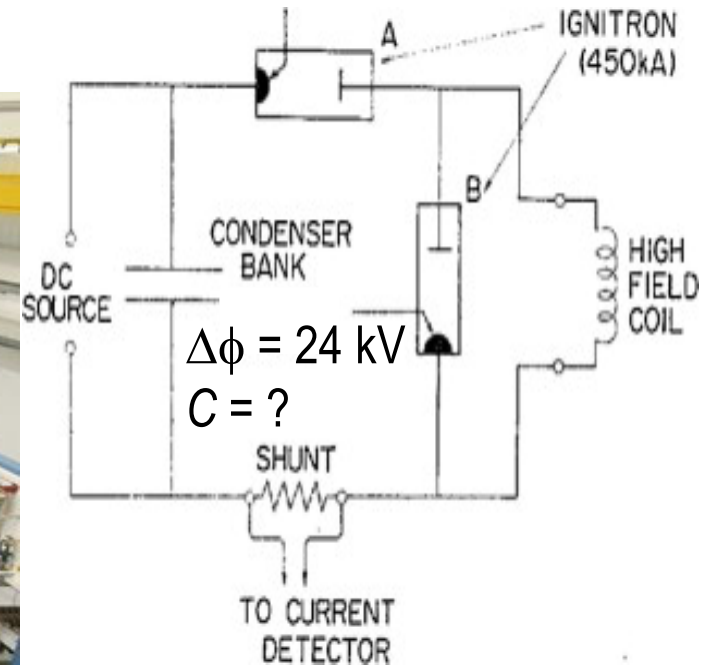 A
IGNITRON
(450kA)
B
CONDENSER
BANK
DC
SOURCE
HIGH
FIELD
COIL
Δϕ = 24 kV
C = ?
SHUNT
TO CURRENT
DETECTOR